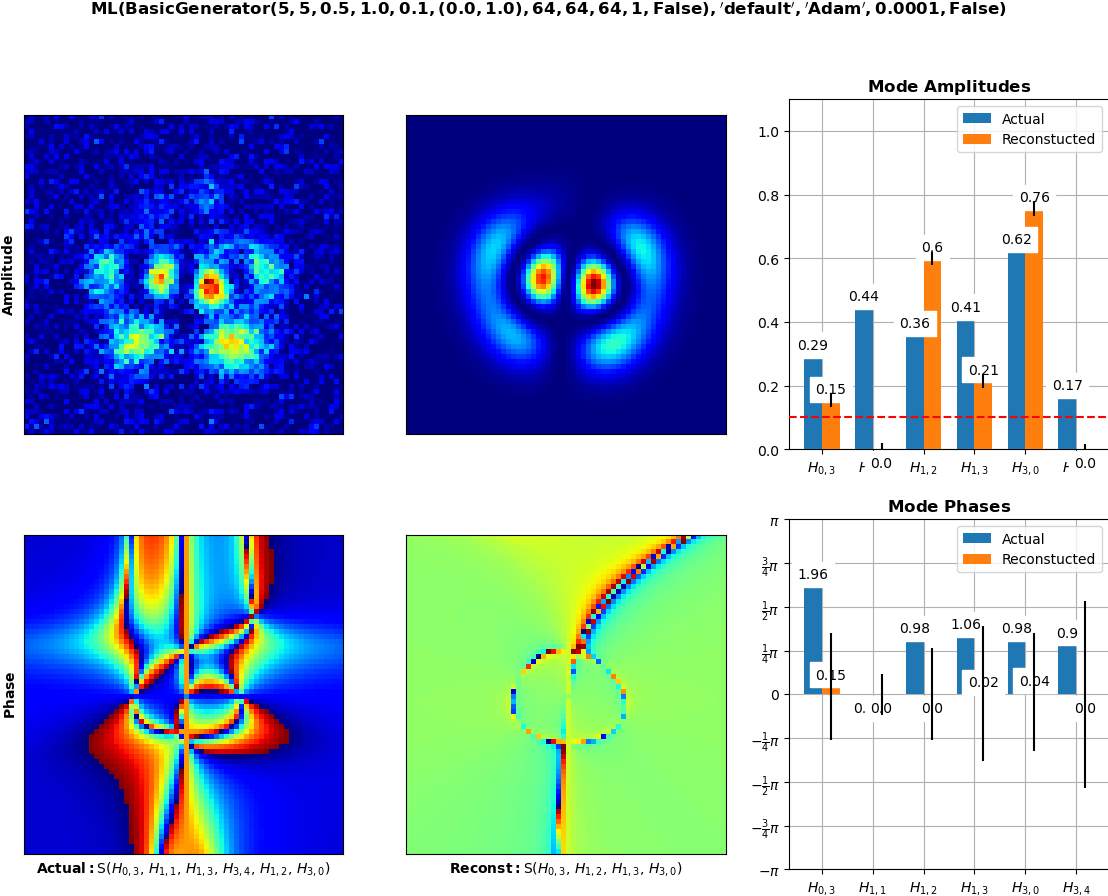 ML(BasicGenerator(5, 5, 0.5, 1.0, 0.1, (0.0, 1.0), 64, 64, 64, 1, False), ′default′, ′Adam′, 0.0001, False)
Mode Amplitudes
Amplitude
1.0
0.8
0.6
0.4
0.2
0.0
Actual
Reconstucted
0.29
0.15
0.44
0.0
0.36
0.6
0.41
0.21
0.62
0.76
0.17
0.0
H0,3
H1,2
H1,3
H3,0
Mode Phases
Phase
π
3/4π
1/2π
1/4π
0
−1/4π
−1/2π
−3/4π
−π
Actual
Reconstucted
1.96
0.15
0.98
1.06
0.02
0.98
0.04
0.9
H0,3 H1,1 H1,2 H1,3 H3,0 H3,4
Actual: S(H0,3, H1,1, H1,3, H3,4, H1,2, H3,0)
Reconst: S(H0,3, H1,2, H1,3, H3,0)